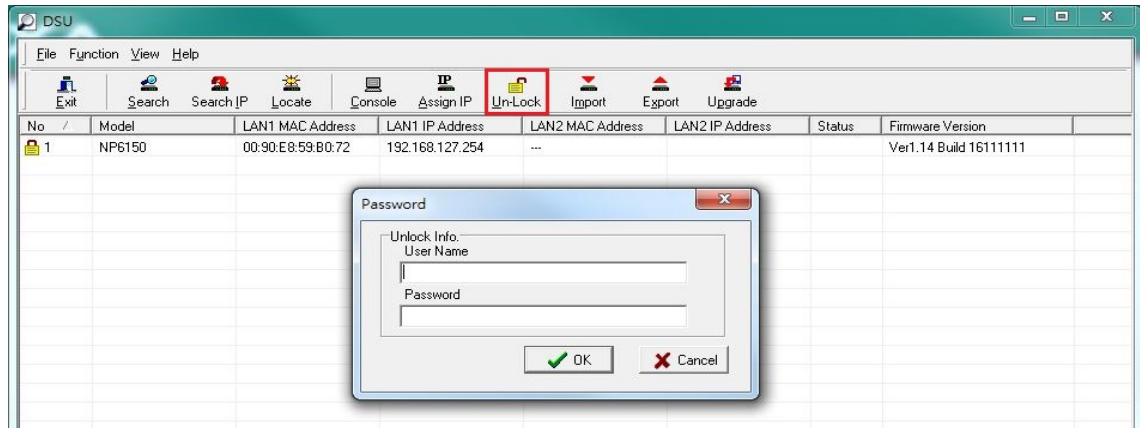 DSU
File Function View Help
Exit Search Search IP Locate Console Assign IP Un-Lock Import Export Upgrade
No Model LAN1 MAC Address LAN1 IP Address LAN2 MAC Address LAN2 IP Address Status Firmware Version
1 NP6150 00:90:E8:59:B0:72 192.168.127.254 --- Ver1.14 Build 16111111
Password
Unlock Info.
User Name
Password
OK Cancel